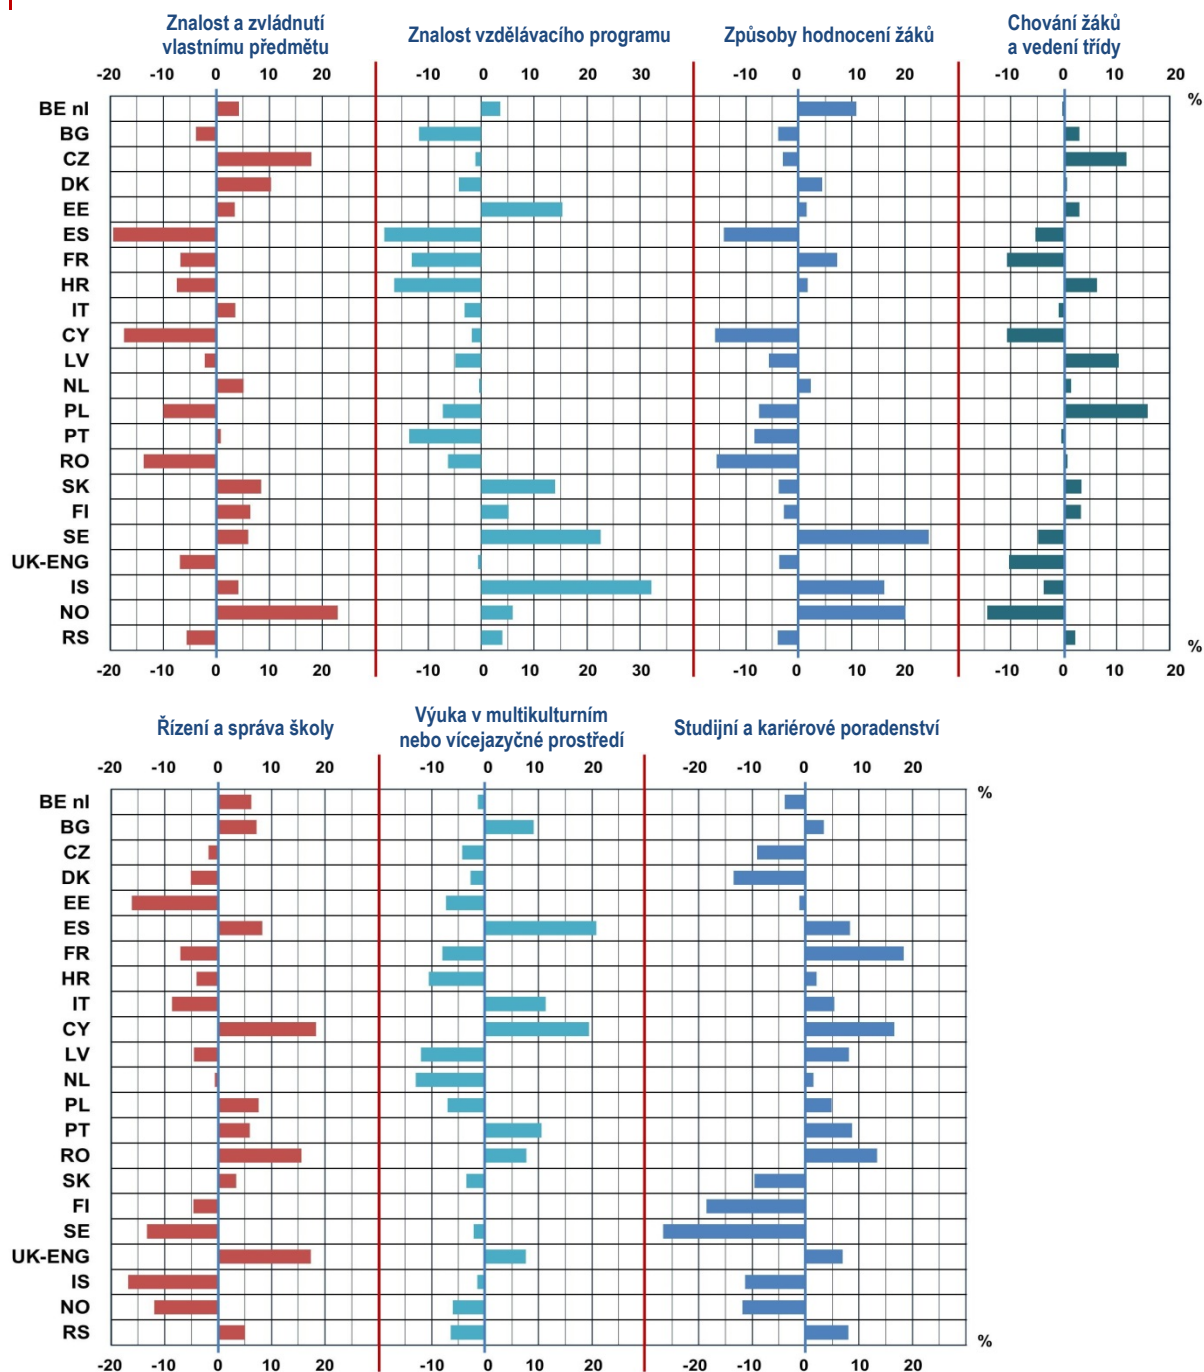 Znalost a zvládnutí
vlastnímu předmětu
Znalost vzdělávacího programu
Způsoby hodnocení žáků
Chování žáků
a vedení třídy
-20 -10 0 10 20 -10 0 10 20 30 -10 0 10 20 -10 0 10 20
%
BE nl
BG
CZ
DK
EE
ES
FR
HR
IT
CY
LV
NL
PL
PT
RO
SK
FI
SE
UK-ENG
IS
NO
RS
%
-20 -10 0 10 20 -10 0 10 20 30 -10 0 10 20 -10 0 10 20
Řízení a správa školy
Výuka v multikulturním
nebo vícejazyčné prostředí
Studijní a kariérové poradenství
-20 -10 0 10 20 -10 0 10 20 -20 -10 0 10 20
%
BE nl
BG
CZ
DK
EE
ES
FR
HR
IT
CY
LV
NL
PL
PT
RO
SK
FI
SE
UK-ENG
IS
NO
RS
%
-20 -10 0 10 20 -10 0 10 20 -20 -10 0 10 20